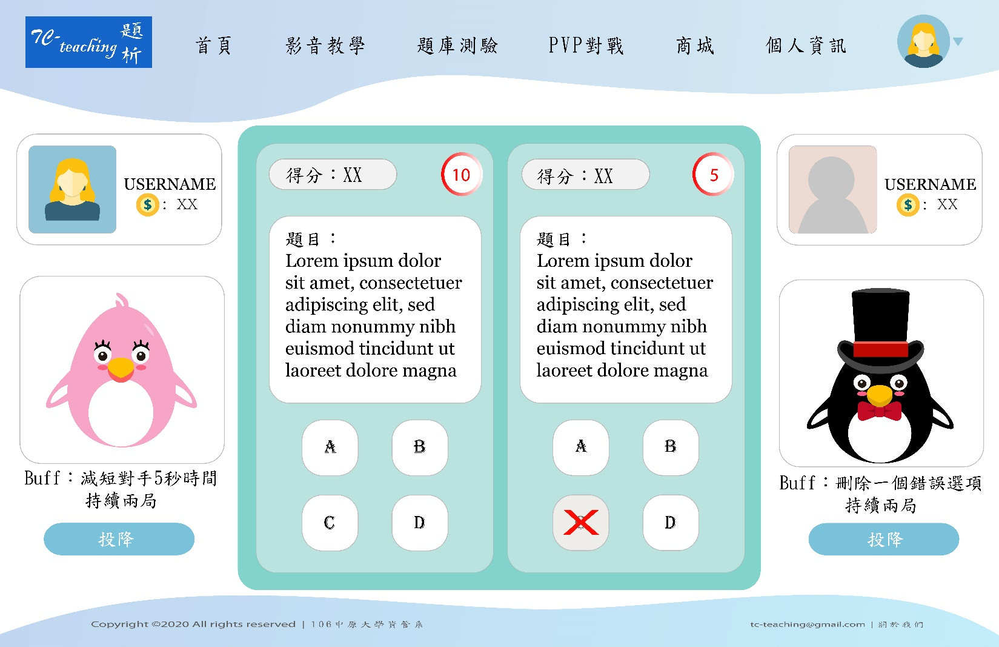 TC-teaching 題析
首頁 影音教學 題庫測驗 PVP對戰 商城 個人資訊
USERNAME
$ : XX
Buff：減短對手5秒時間
持續兩局
投降
得分：XX
10
題目：
Lorem ipsum dolor
sit amet, consectetuer
adipiscing elit, sed
diam nonummy nibh
euismod tincidunt ut
laoreet dolore magna
A B
C D
得分：XX
5
題目：
Lorem ipsum dolor
sit amet, consectetuer
adipiscing elit, sed
diam nonummy nibh
euismod tincidunt ut
laoreet dolore magna
A B
C D
USERNAME
$ : XX
Buff：刪除一個錯誤選項
持續兩局
投降
Copyright ©2020 All rights reserved | 106中原大學資管系
tc-teaching@gmail.com | 關於我們